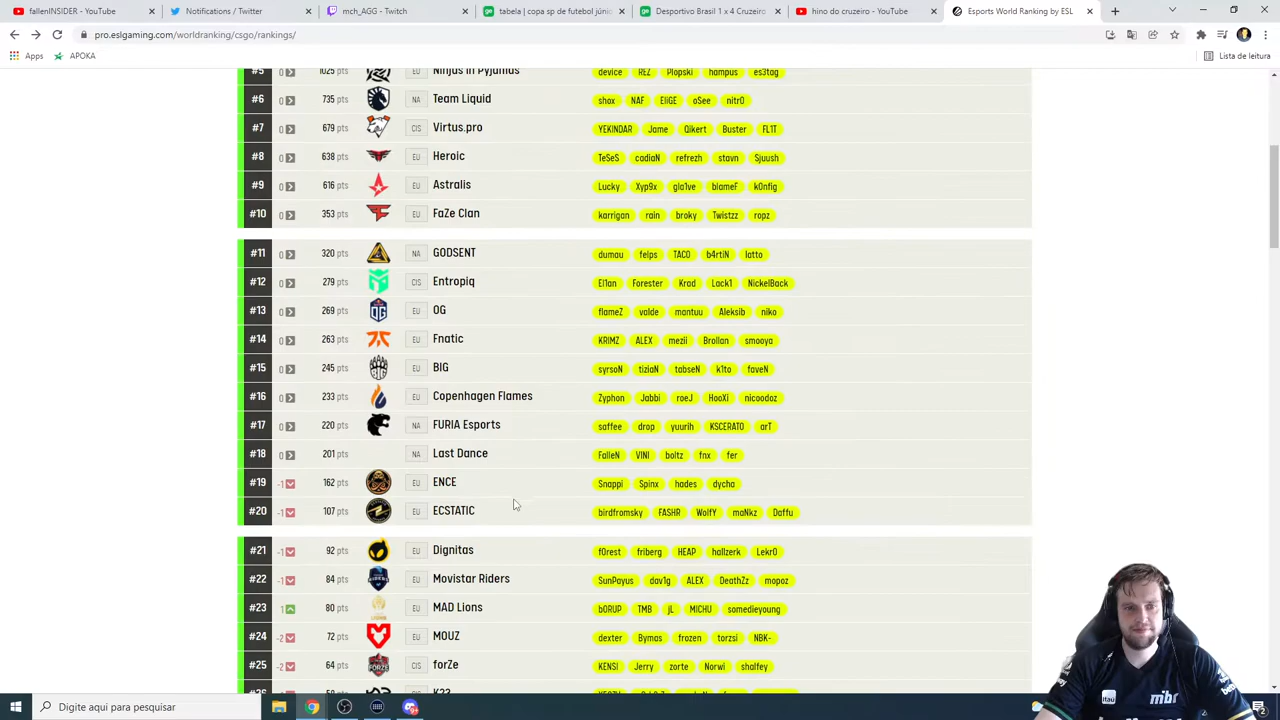 fallenINSIDER - YouTube
Notifications / Twitter
mch_AGG - Twitch
tabela | copa sp de futebol júnic
Desportivo Brasil 1 x 4 Cruzeiro
hino do cruzeiro - YouTube
Esports World Ranking by ESL
pro.eslgaming.com/worldranking/csgo/rankings/
Apps APOKA Lista de leitura
#5 0 1025 pts EU Ninjas in Pyjamas device REZ Plopski hampus es3tag
#6 0 735 pts NA Team Liquid shox NAF EliGE oSee nitr0
#7 0 679 pts CIS Virtus.pro YEKINDAR Jame Qikert Buster FL1T
#8 0 638 pts EU Heroic TeSeS cadiaN refrezh stavn Sjuush
#9 0 616 pts EU Astralis Lucky Xyp9x gla1ve blameF k0nfig
#10 0 353 pts EU FaZe Clan karrigan rain broky Twistzz ropz
#11 0 320 pts NA GODSENT dumau felps TACO b4rtiN latto
#12 0 279 pts CIS Entropiq El1an Forester Krad Lack1 NickelBack
#13 0 269 pts EU OG flameZ valde mantuu Aleksib niko
#14 0 263 pts EU Fnatic KRIMZ ALEX mezii Brollan smooya
#15 0 245 pts EU BIG syrsoN tiziaN tabseN k1to faveN
#16 0 233 pts EU Copenhagen Flames Zyphon Jabbi roeJ HooXi nicoodoz
#17 0 220 pts NA FURIA Esports saffee drop yuurih KSCERATO arT
#18 0 201 pts NA Last Dance FalleN VINI boltz fnx fer
#19 -1 162 pts EU ENCE Snappi Spinx hades dycha
#20 -1 107 pts EU ECSTATIC birdfromsky FASHR WolfY maNkz Daffu
#21 -1 92 pts EU Dignitas f0rest friberg HEAP hallzerk Lekr0
#22 -1 84 pts EU Movistar Riders SunPayus dav1g ALEX DeathZz mopoz
#23 1 80 pts EU MAD Lions b0RUP TMB jL MICHU somedieyoung
#24 -2 72 pts EU MOUZ dexter Bymas frozen torzsi NBK-
#25 -2 64 pts CIS forZe KENSI Jerry zorte Norwi shalfey
K23
itaú mbr
Digite aqui para pesquisar
2